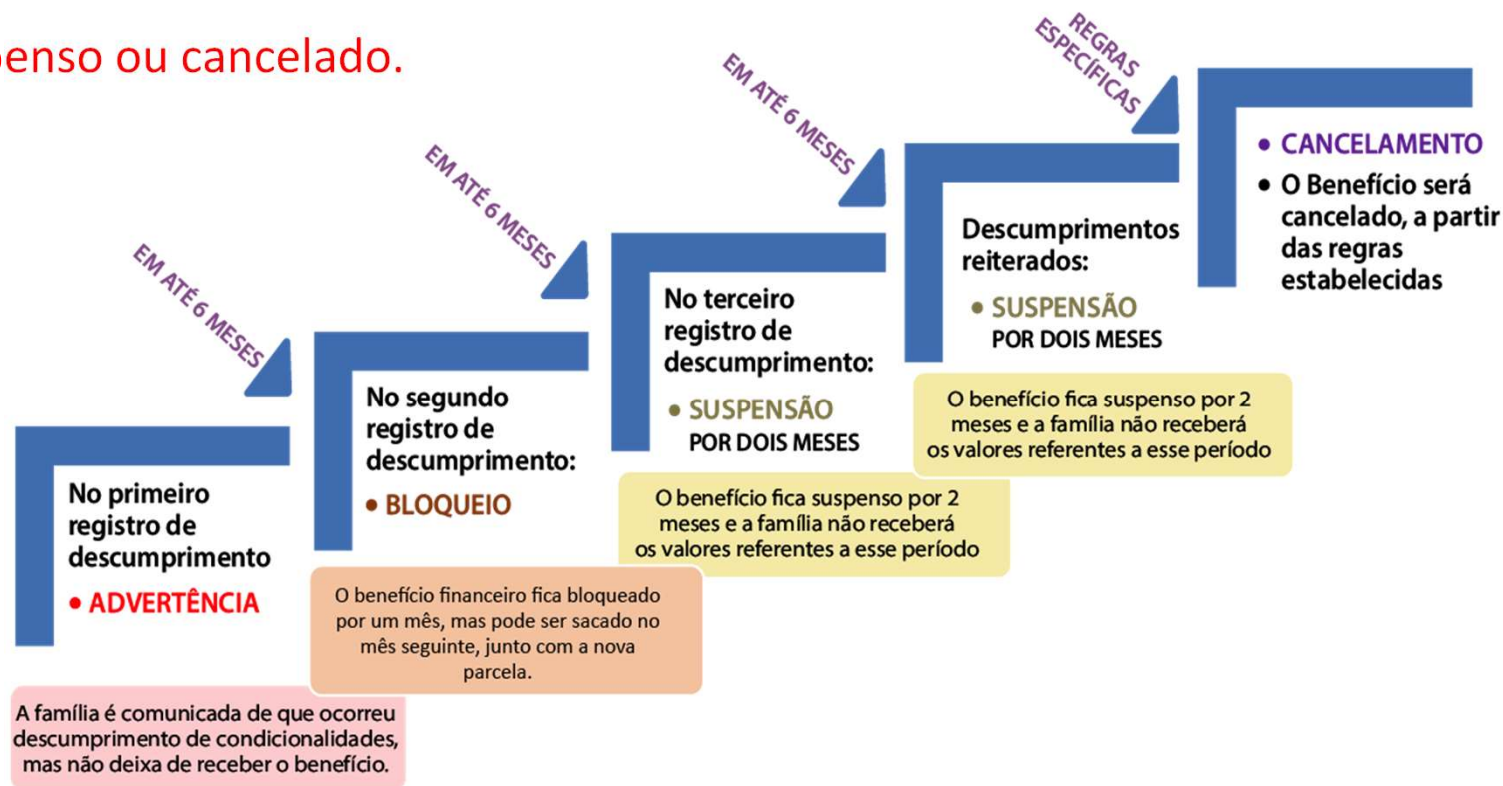 penso ou cancelado.
EM ATÉ 6 MESES
EM ATÉ 6 MESES
EM ATÉ 6 MESES
REGRAS
ESPECÍFICAS
No primeiro
registro de
descumprimento
• ADVERTÊNCIA
A família é comunicada de que ocorreu
descumprimento de condicionalidades,
mas não deixa de receber o benefício.
No segundo
registro de
descumprimento:
• BLOQUEIO
O benefício financeiro fica bloqueado
por um mês, mas pode ser sacado no
mês seguinte, junto com a nova
parcela.
No terceiro
registro de
descumprimento:
• SUSPENSÃO
POR DOIS MESES
O benefício fica suspenso por 2
meses e a família não receberá
os valores referentes a esse período
Descumprimentos
reiterados:
• SUSPENSÃO
POR DOIS MESES
O benefício fica suspenso por 2
meses e a família não receberá
os valores referentes a esse período
• CANCELAMENTO
• O Benefício será
cancelado, a partir
das regras
estabelecidas